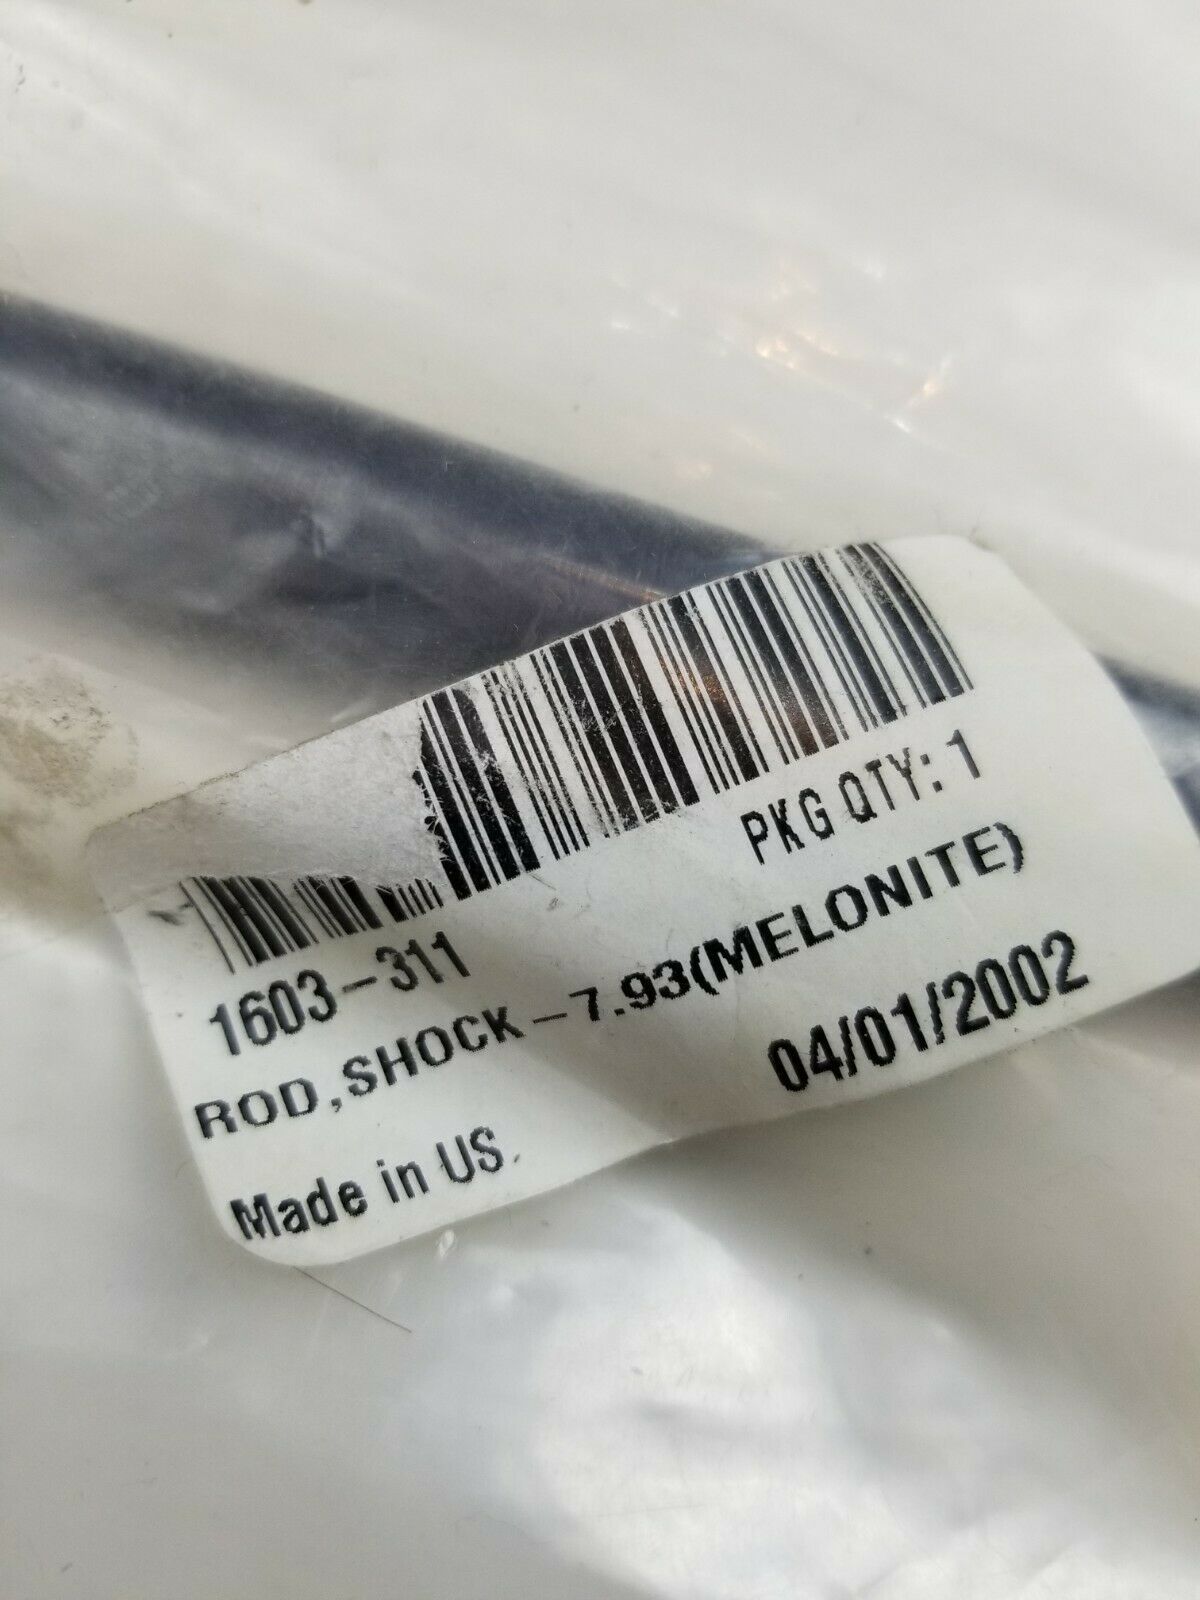 PKG QTY: 1
1603-311
ROD,SHOCK-7.93(MELONITE)
04/01/2002
Made in US.